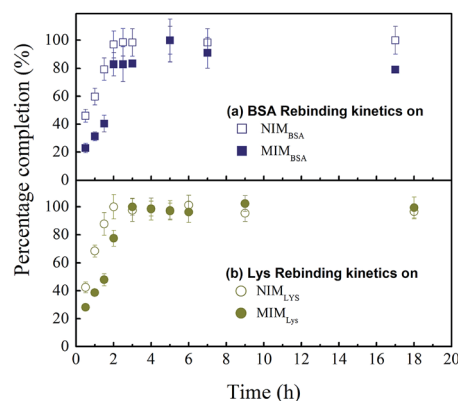 Percentage completion (%)
100
80
60
40
20
0
(a) BSA Rebinding kinetics on
NIM_BSA
MIM_BSA
100
80
60
40
20
0
(b) Lys Rebinding kinetics on
NIM_LYS
MIM_Lys
0 2 4 6 8 10 12 14 16 18 20
Time (h)